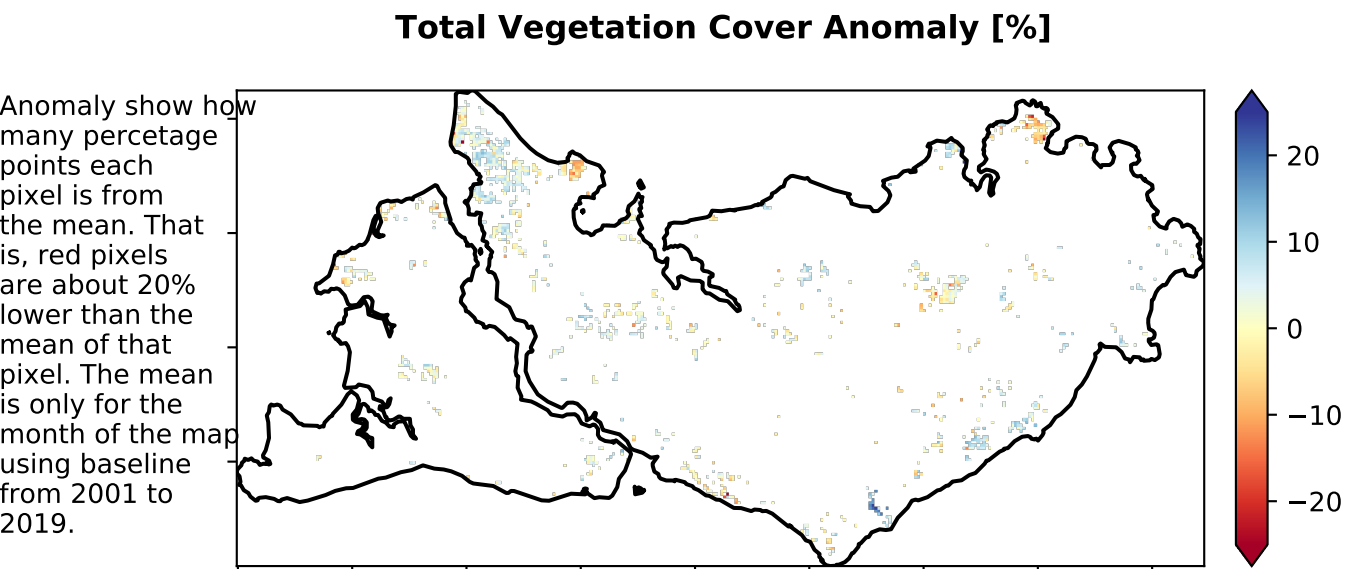 Total Vegetation Cover Anomaly [%]
Anomaly show how
many percetage
points each
pixel is from
the mean. That
is, red pixels
are about 20%
lower than the
mean of that
pixel. The mean
is only for the
month of the map
using baseline
from 2001 to
2019.
20
10
0
−10
−20